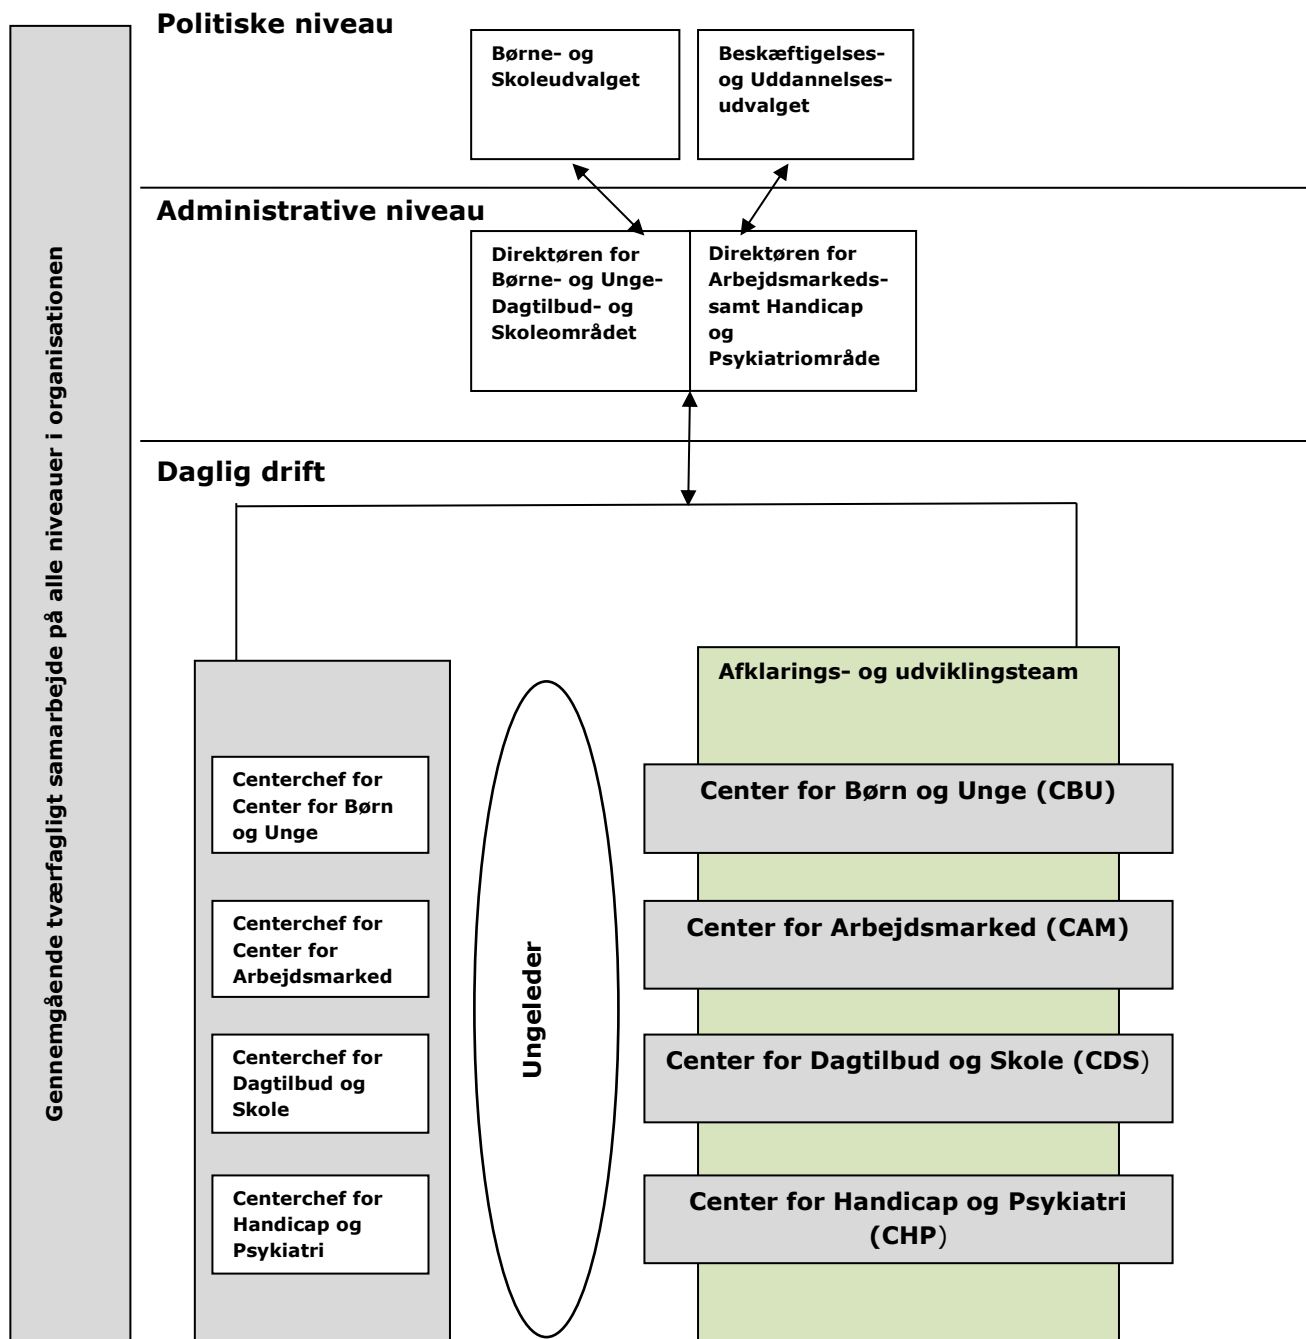 Politiske niveau
Børne- og
Skoleudvalget
Beskæftigelses-
og Uddannelses-
udvalget
Administrative niveau
Direktøren for
Børne- og Unge-
Dagtilbud- og
Skoleområdet
Direktøren for
Arbejdsmarkeds-
samt Handicap
og
Psykiatriområde
Daglig drift
Gennemgående tværfagligt samarbejde på alle niveauer i organisationen
Centerchef for
Center for Børn
og Unge
Centerchef for
Center for
Arbejdsmarked
Centerchef for
Dagtilbud og
Skole
Centerchef for
Handicap og
Psykiatri
Ungeleder
Afklarings- og udviklingsteam
Center for Børn og Unge (CBU)
Center for Arbejdsmarked (CAM)
Center for Dagtilbud og Skole (CDS)
Center for Handicap og Psykiatri
(CHP)